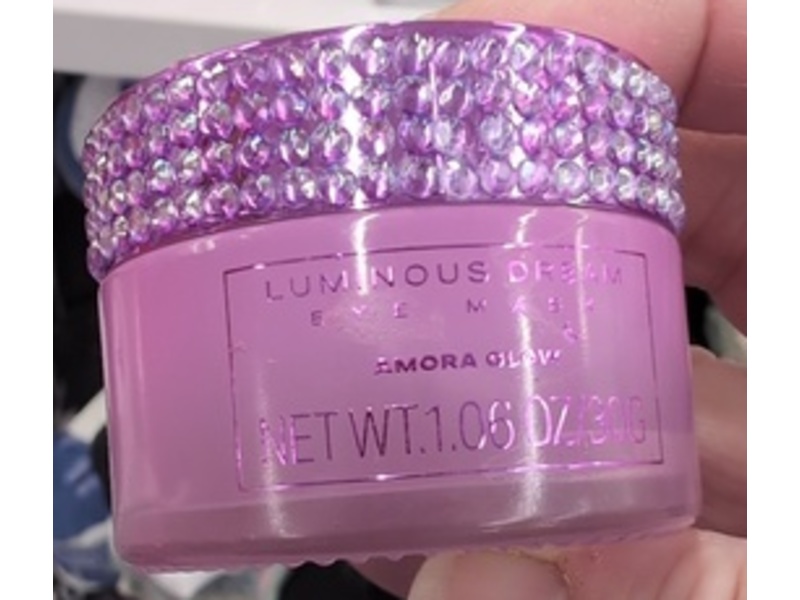 LUMINOUS DREAM
EYE MASK
AMORA GLOW
NET WT.1.06 OZ/30G